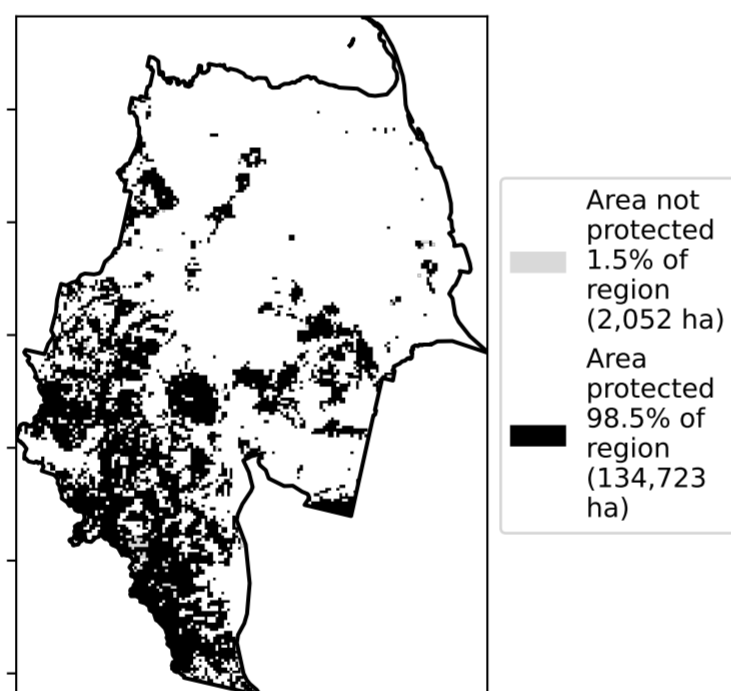 Area not
protected
1.5% of
region
(2,052 ha)
Area
protected
98.5% of
region
(134,723
ha)